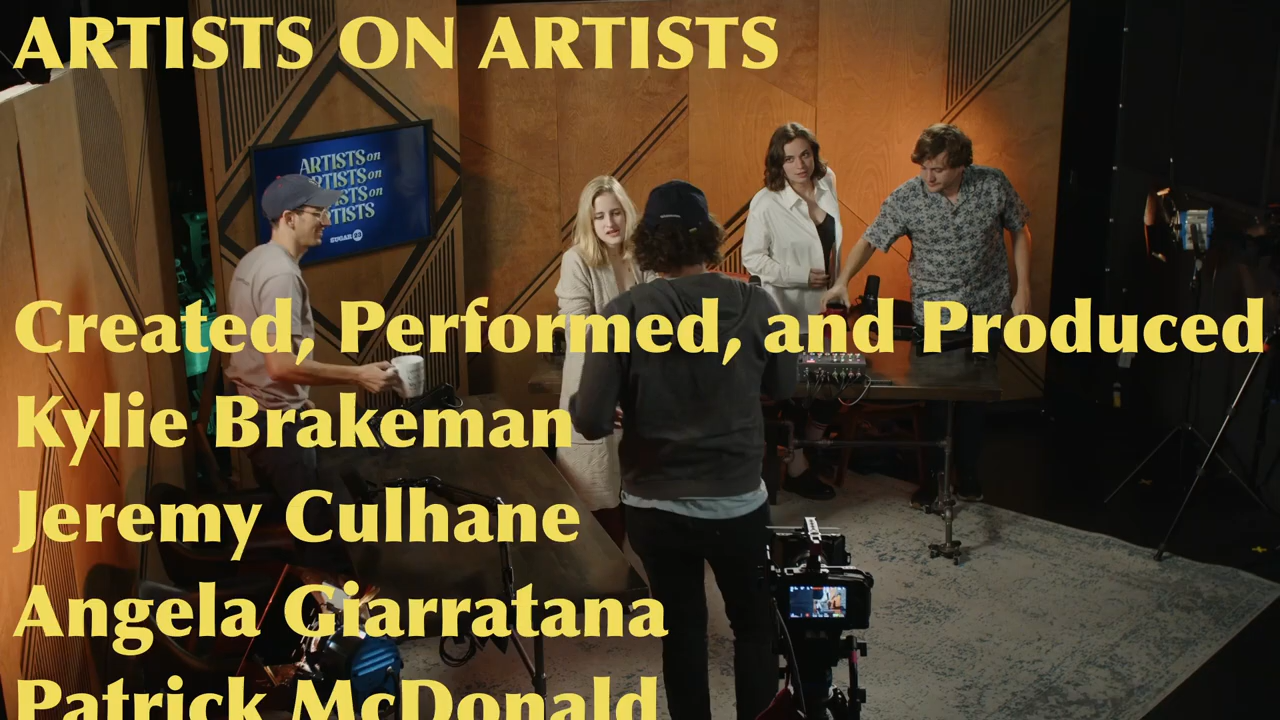 ARTISTS ON ARTISTS
ARTISTS on
ARTISTS on
ARTISTS on
ARTISTS
SUGAR23
Created, Performed, and Produced
Kylie Brakeman
Jeremy Culhane
Angela Giarratana
Patrick McDonald